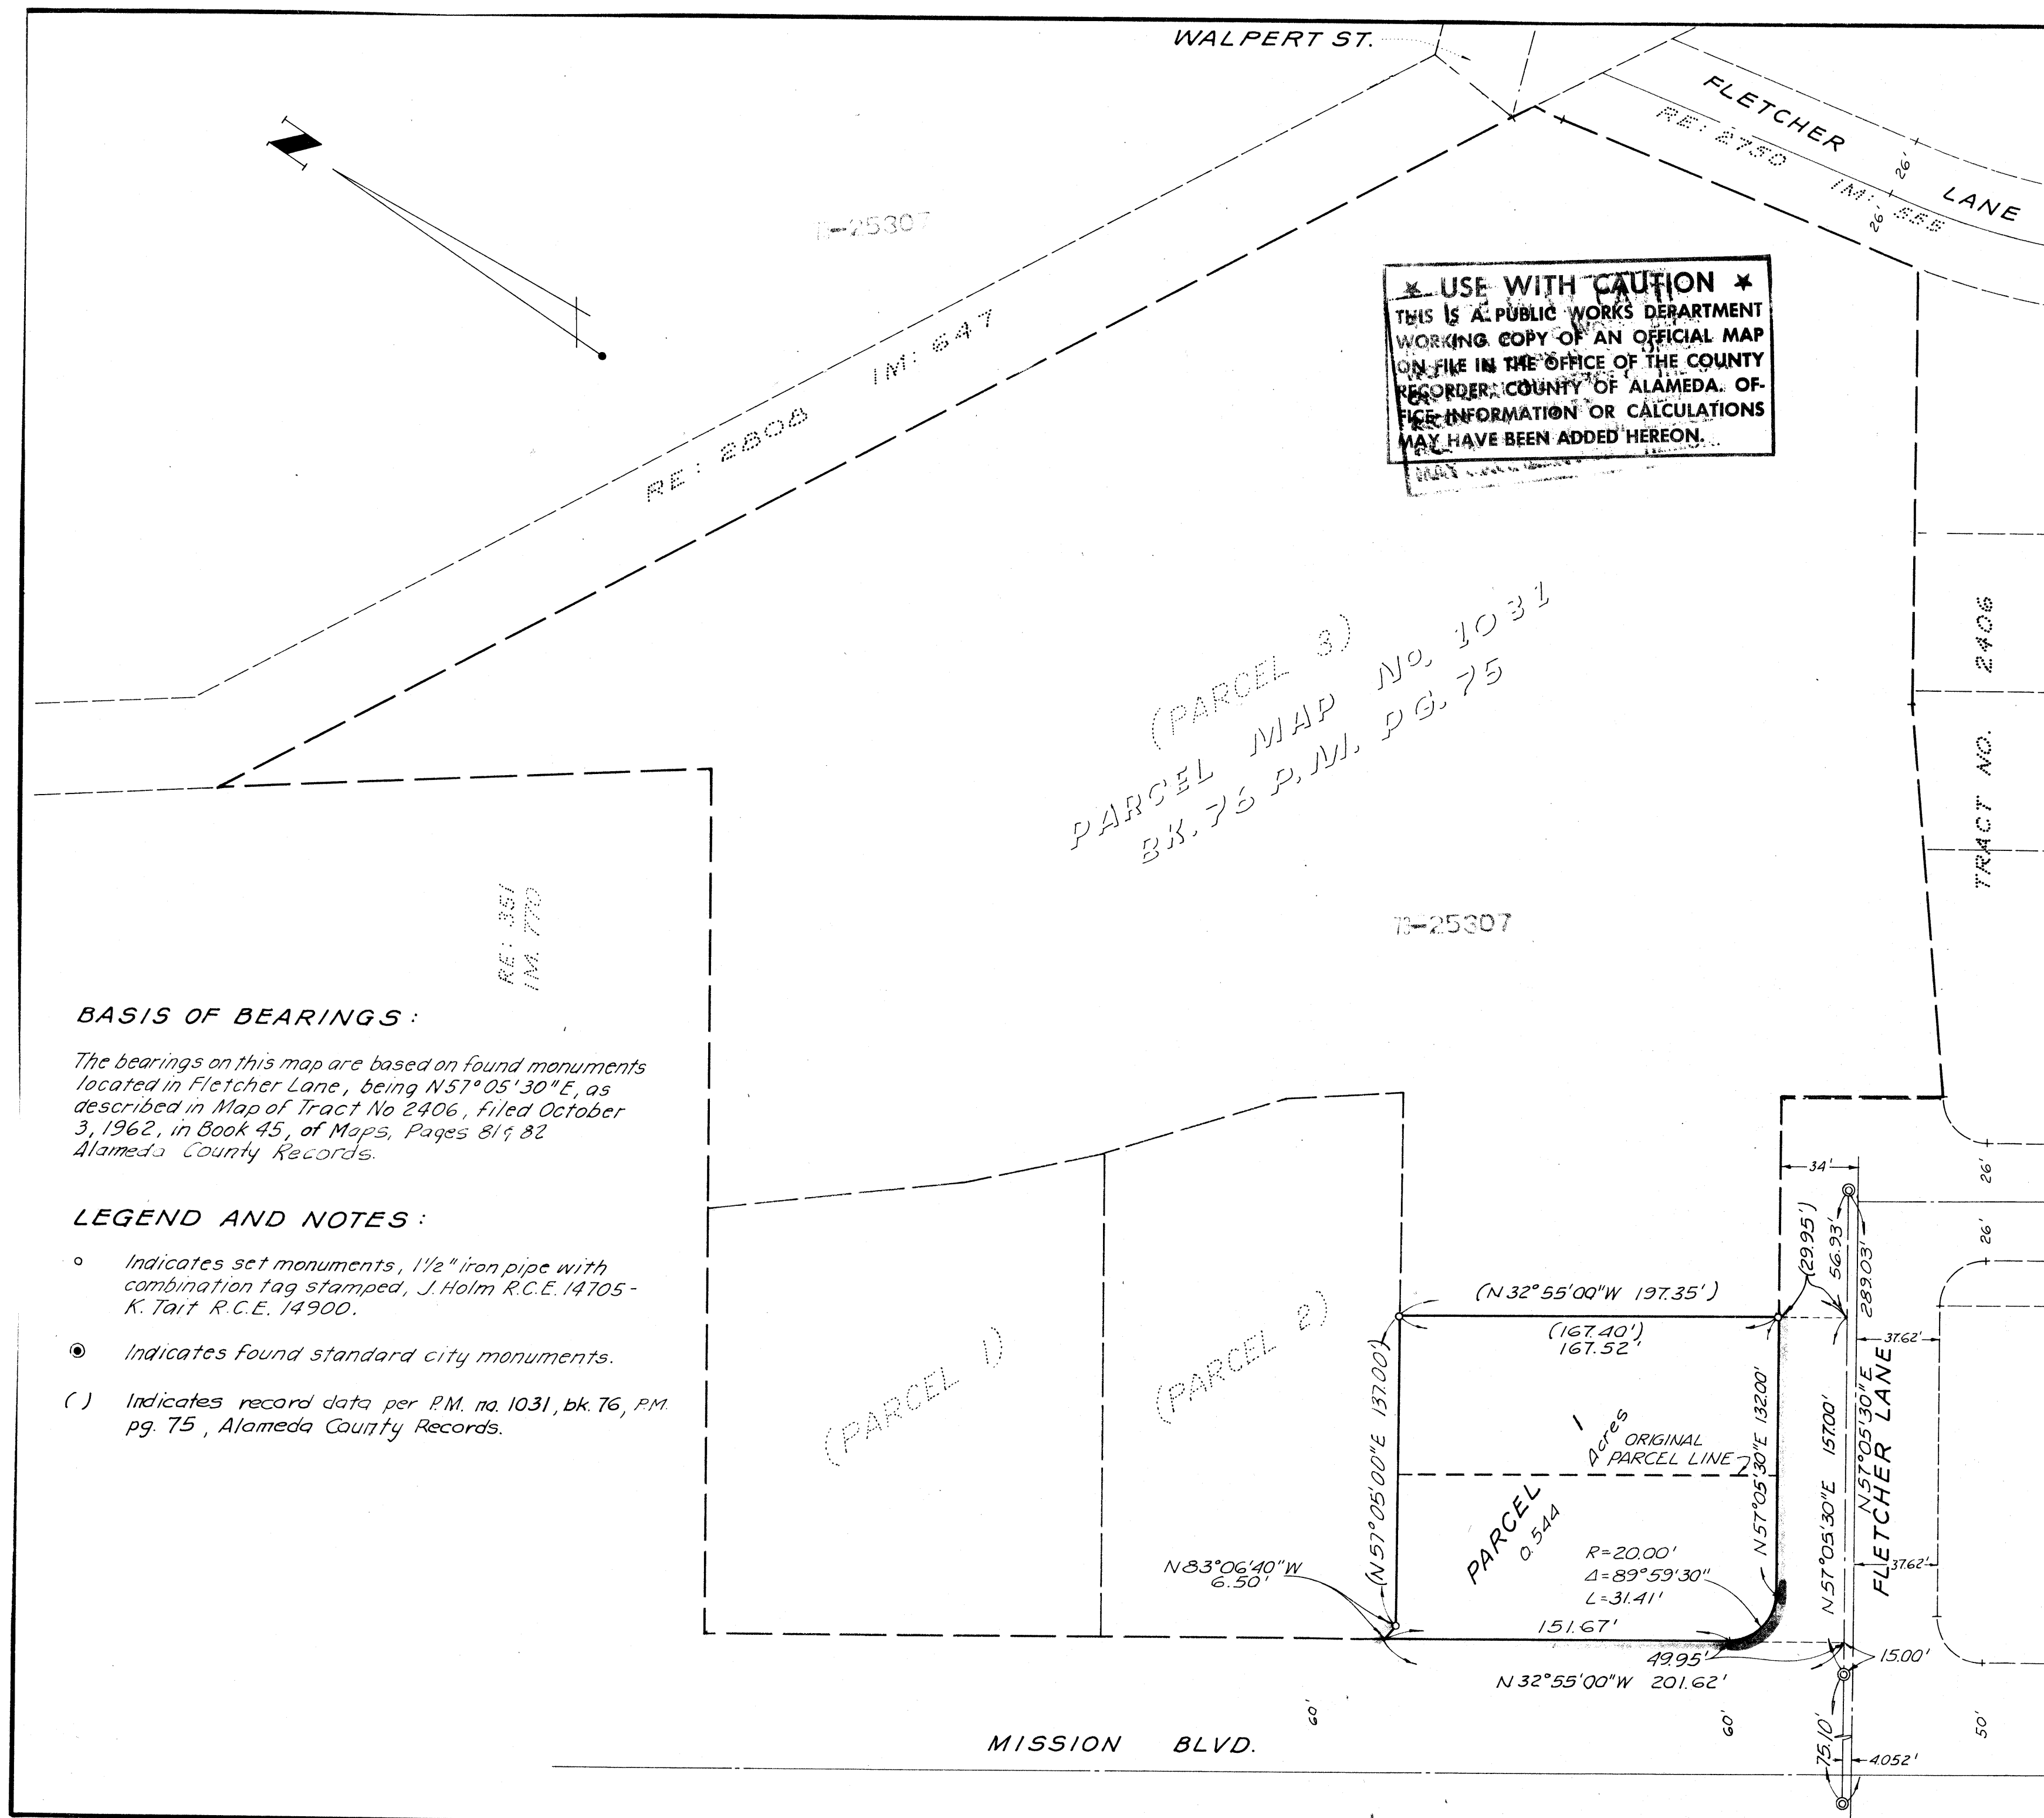 WALPERT ST.
FLETCHER LANE
RE: 2750 IM: 555
26'
26'
N
25307
RE: 2808 IM: 647
★ USE WITH CAUTION ★
THIS IS A PUBLIC WORKS DEPARTMENT
WORKING COPY OF AN OFFICIAL MAP
ON FILE IN THE OFFICE OF THE COUNTY
RECORDER, COUNTY OF ALAMEDA. OF-
FICE INFORMATION OR CALCULATIONS
MAY HAVE BEEN ADDED HEREON.
(PARCEL 3)
PARCEL MAP No. 1031
BK. 76 P.M. PG. 75
TRACT NO. 2406
73-25307
RE: 351
IM. 770
BASIS OF BEARINGS:
The bearings on this map are based on found monuments
located in Fletcher Lane, being N57°05'30"E, as
described in Map of Tract No 2406, filed October
3, 1962, in Book 45, of Maps, Pages 81 & 82
Alameda County Records.
LEGEND AND NOTES:
Indicates set monuments, 1½" iron pipe with
combination tag stamped, J. Holm R.C.E. 14705 -
K. Tait R.C.E. 14900.
Indicates found standard city monuments.
( ) Indicates record data per P.M. no. 1031, bk. 76, P.M.
pg. 75, Alameda County Records.
(PARCEL 1)
(PARCEL 2)
34'
26'
26'
(29.95')
56.93'
289.03'
(N32°55'00"W 197.35')
(167.40')
167.52'
37.62'
(N57°05'00"E 137.00')
N57°05'30"E 132.00'
N57°05'30"E 157.00'
N57°05'30"E
FLETCHER LANE
37.62'
ORIGINAL
PARCEL LINE
PARCEL 1
0.544 Acres
N83°06'40"W
6.50'
R=20.00'
Δ=89°59'30"
L=31.41'
151.67'
49.95'
15.00'
N32°55'00"W 201.62'
60'
60'
50'
MISSION BLVD.
75.10'
4.052'